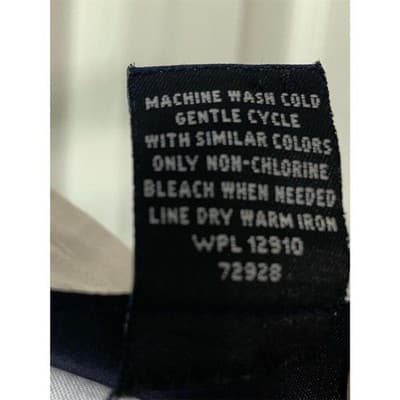 MACHINE WASH COLD
GENTLE CYCLE
WITH SIMILAR COLORS
ONLY NON-CHLORINE
BLEACH WHEN NEEDED
LINE DRY WARM IRON
WPL 12910
72928